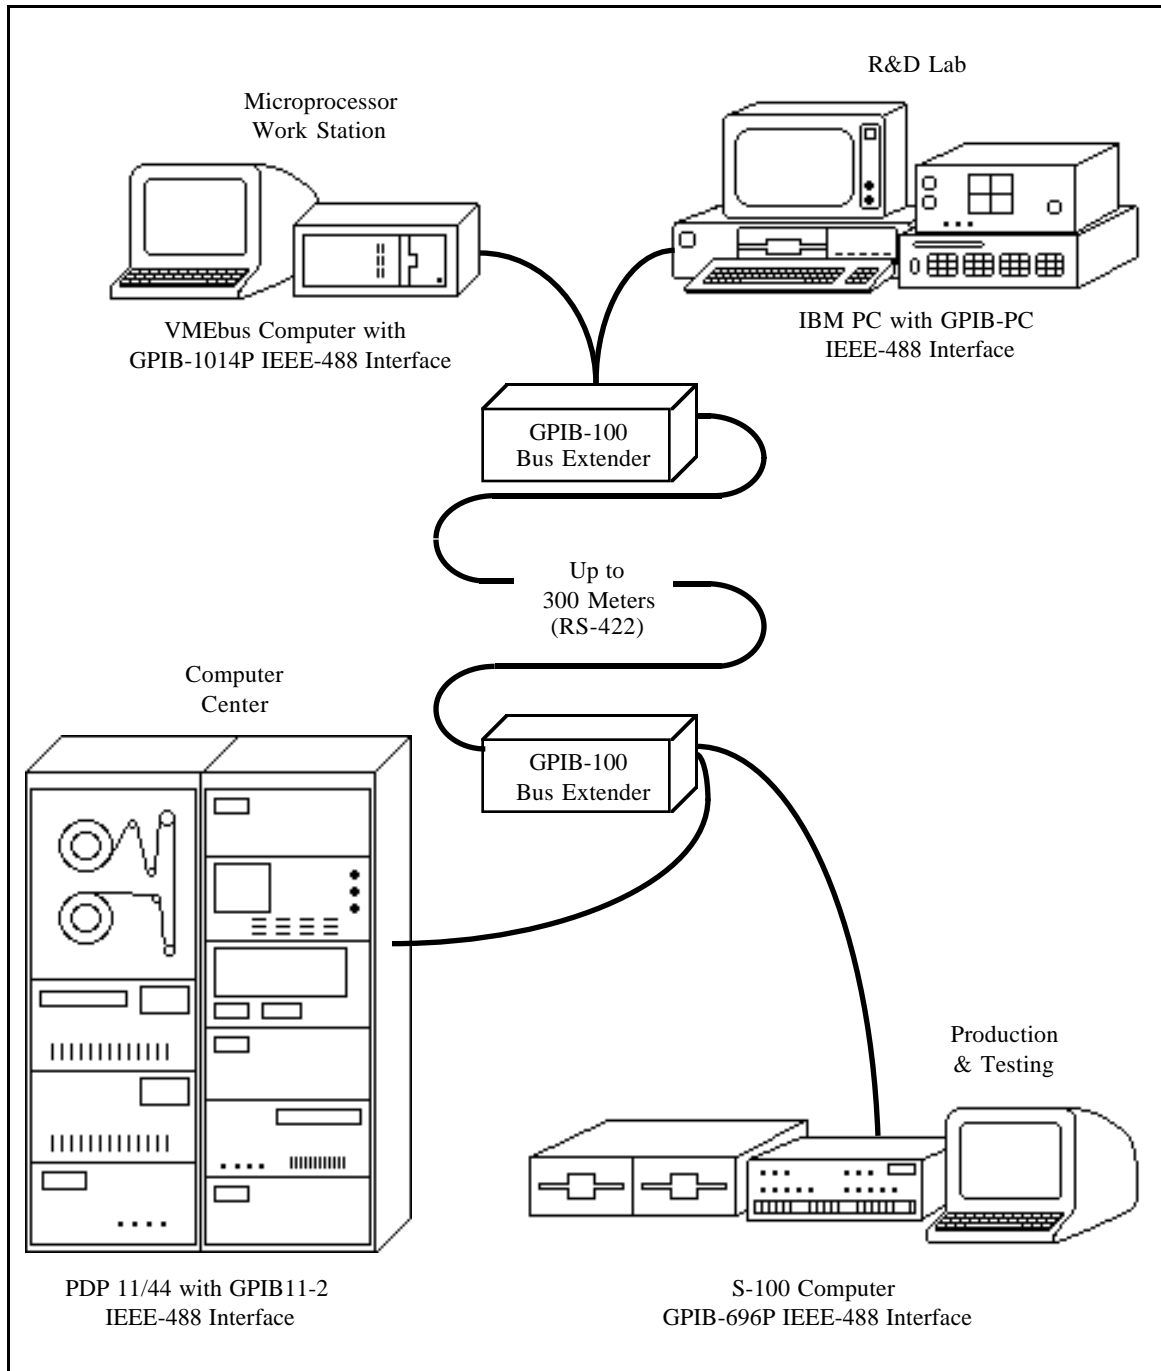 R&D Lab
Microprocessor
Work Station
VMEbus Computer with
GPIB-1014P IEEE-488 Interface
IBM PC with GPIB-PC
IEEE-488 Interface
GPIB-100
Bus Extender
Up to
300 Meters
(RS-422)
Computer
Center
GPIB-100
Bus Extender
Production
& Testing
PDP 11/44 with GPIB11-2
IEEE-488 Interface
S-100 Computer
GPIB-696P IEEE-488 Interface